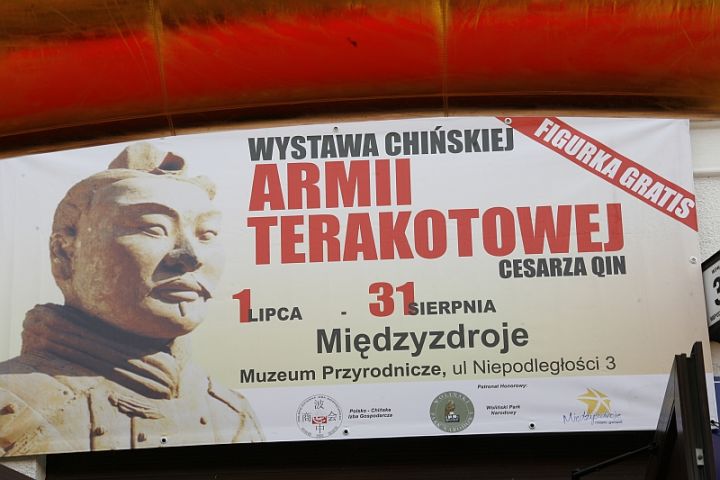 WYSTAWA CHIŃSKIEJ
ARMII
TERAKOTOWEJ
CESARZA QIN
FIGURKA GRATIS
1 LIPCA - 31 SIERPNIA
Międzyzdroje
Muzeum Przyrodnicze, ul Niepodległości 3
Patronat Honorowy:
Polsko - Chińska
Izba Gospodarcza
Woliński Park
Narodowy
Międzyzdroje